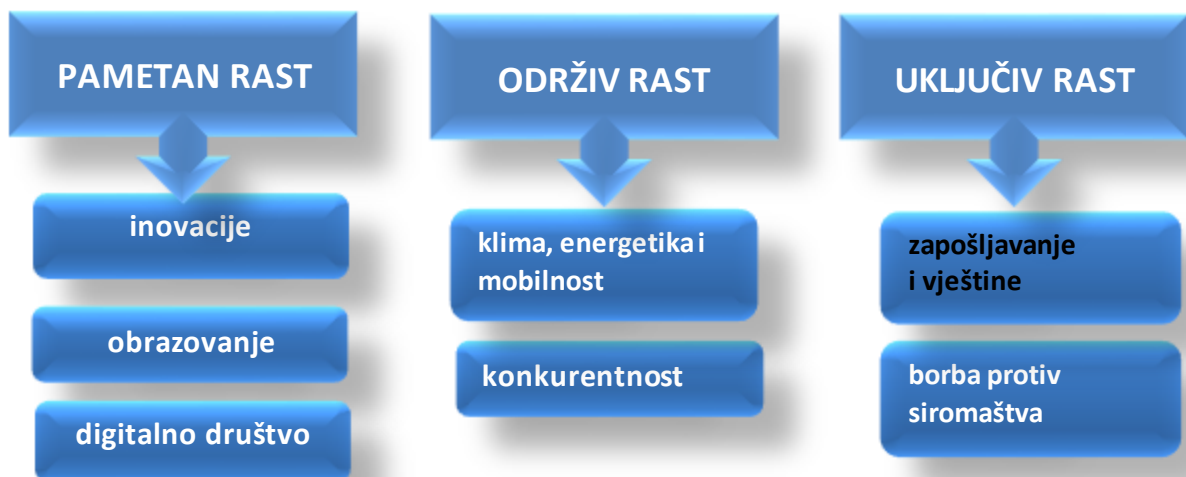 PAMETAN RAST
inovacije
obrazovanje
digitalno društvo
ODRŽIV RAST
klima, energetika i
mobilnost
konkurentnost
UKLJUČIV RAST
zapošljavanje
i vještine
borba protiv
siromaštva